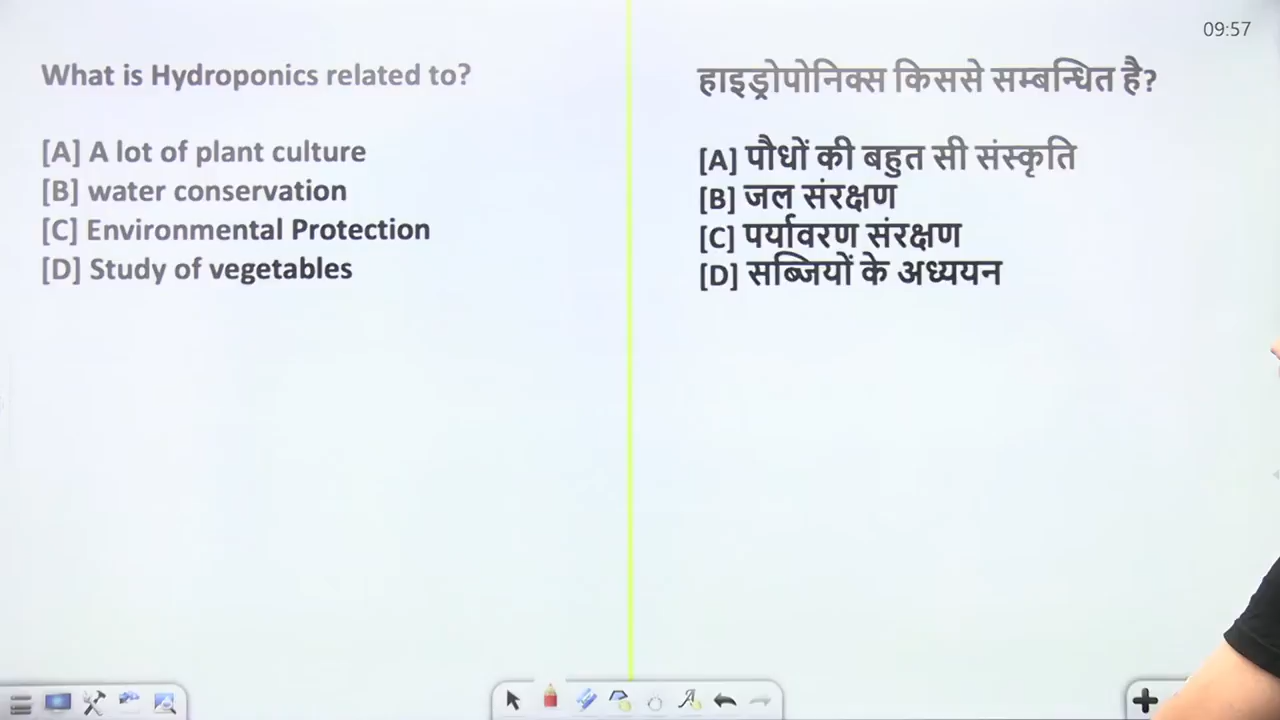 09:57
What is Hydroponics related to?
[A] A lot of plant culture
[B] water conservation
[C] Environmental Protection
[D] Study of vegetables
हाइड्रोपोनिक्स किससे सम्बन्धित है?
[A] पौधों की बहुत सी संस्कृति
[B] जल संरक्षण
[C] पर्यावरण संरक्षण
[D] सब्जियों के अध्ययन